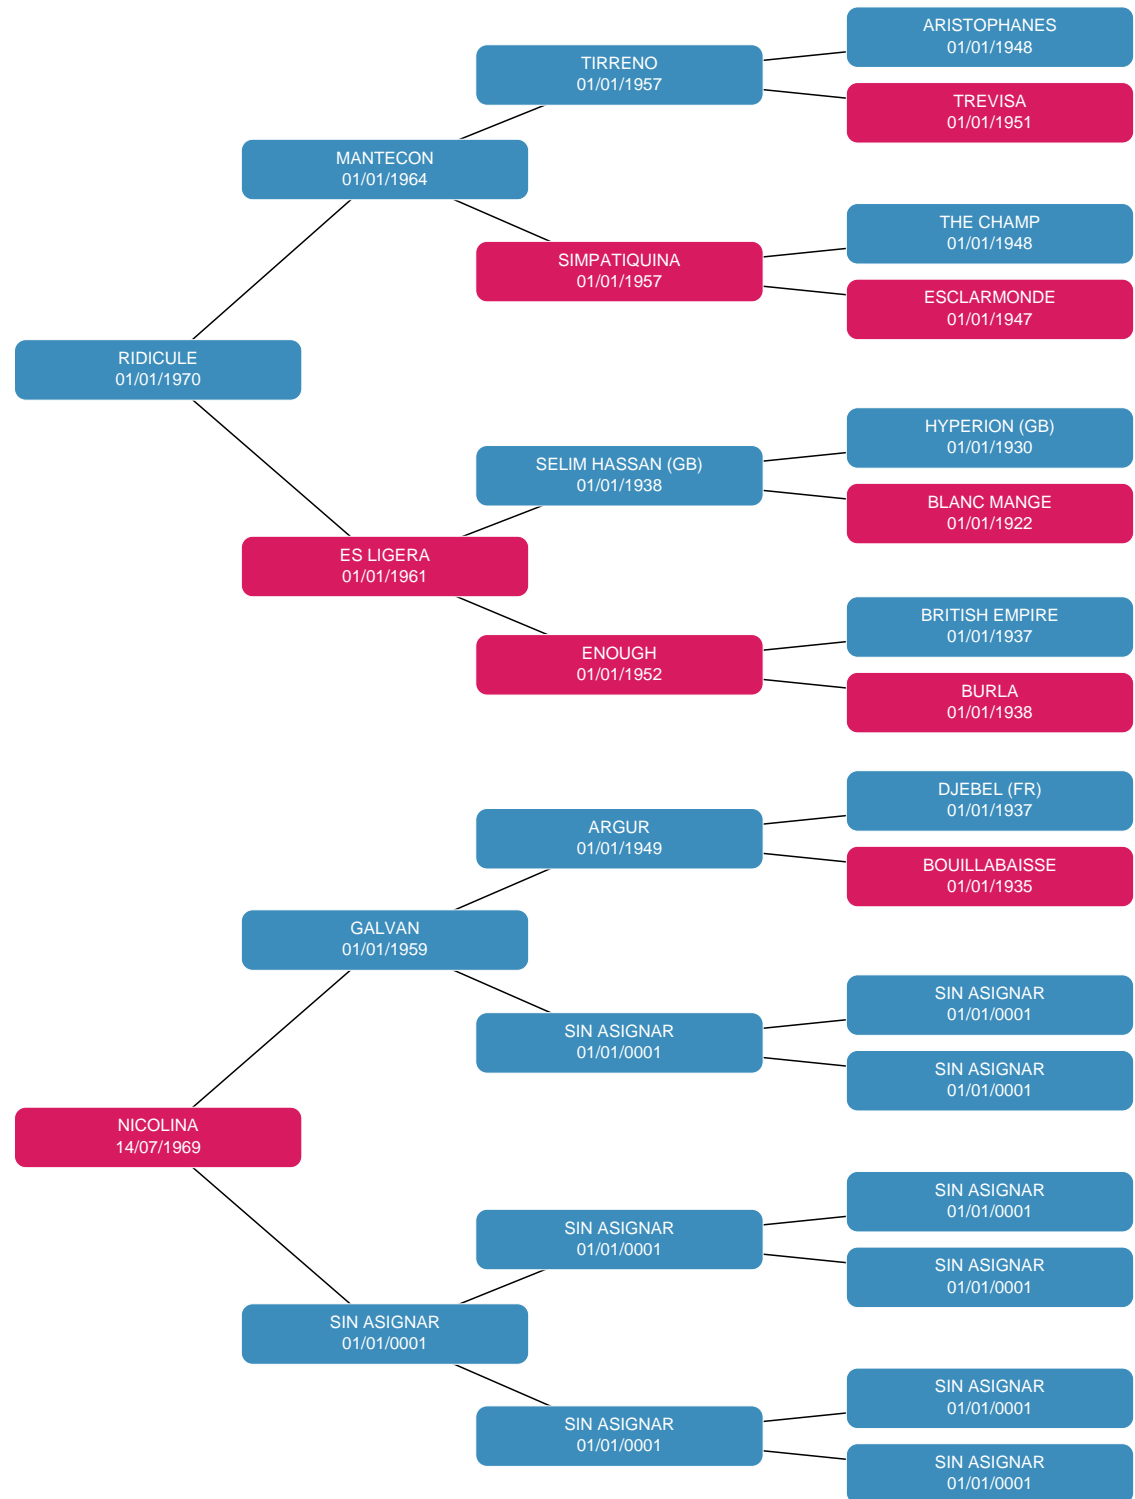 ARISTOPHANES
01/01/1948
TIRRENO
01/01/1957
TREVISA
01/01/1951
MANTECON
01/01/1964
THE CHAMP
01/01/1948
SIMPATIQUINA
01/01/1957
ESCLARMONDE
01/01/1947
RIDICULE
01/01/1970
HYPERION (GB)
01/01/1930
SELIM HASSAN (GB)
01/01/1938
BLANC MANGE
01/01/1922
ES LIGERA
01/01/1961
BRITISH EMPIRE
01/01/1937
ENOUGH
01/01/1952
BURLA
01/01/1938
DJEBEL (FR)
01/01/1937
ARGUR
01/01/1949
BOUILLABAISSE
01/01/1935
GALVAN
01/01/1959
SIN ASIGNAR
01/01/0001
SIN ASIGNAR
01/01/0001
SIN ASIGNAR
01/01/0001
NICOLINA
14/07/1969
SIN ASIGNAR
01/01/0001
SIN ASIGNAR
01/01/0001
SIN ASIGNAR
01/01/0001
SIN ASIGNAR
01/01/0001
SIN ASIGNAR
01/01/0001
SIN ASIGNAR
01/01/0001
SIN ASIGNAR
01/01/0001